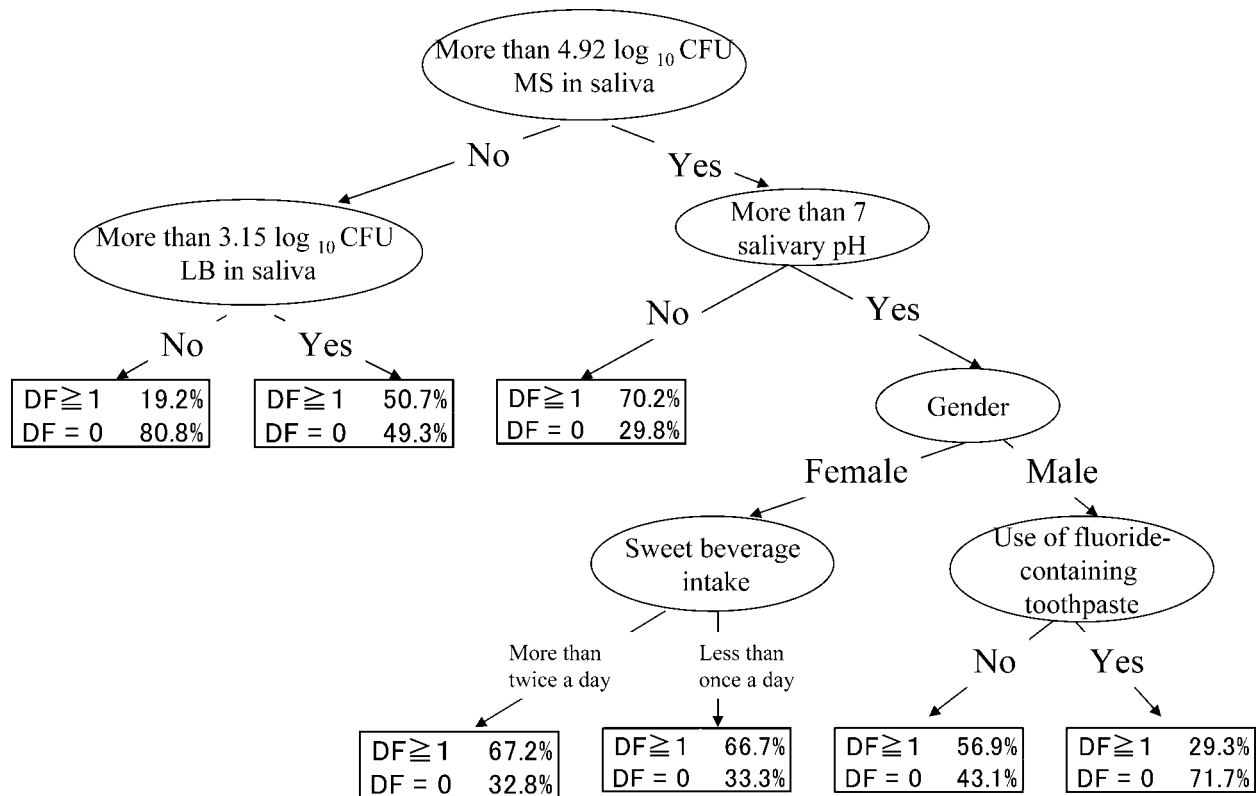 More than 4.92 log 10 CFU
MS in saliva
No
Yes
More than 3.15 log 10 CFU
LB in saliva
More than 7
salivary pH
No
Yes
No
Yes
DF≧1 19.2%
DF = 0 80.8%
DF≧1 50.7%
DF = 0 49.3%
DF≧1 70.2%
DF = 0 29.8%
Gender
Female
Male
Sweet beverage
intake
Use of fluoride-
containing
toothpaste
More than
twice a day
Less than
once a day
No
Yes
DF≧1 67.2%
DF = 0 32.8%
DF≧1 66.7%
DF = 0 33.3%
DF≧1 56.9%
DF = 0 43.1%
DF≧1 29.3%
DF = 0 71.7%